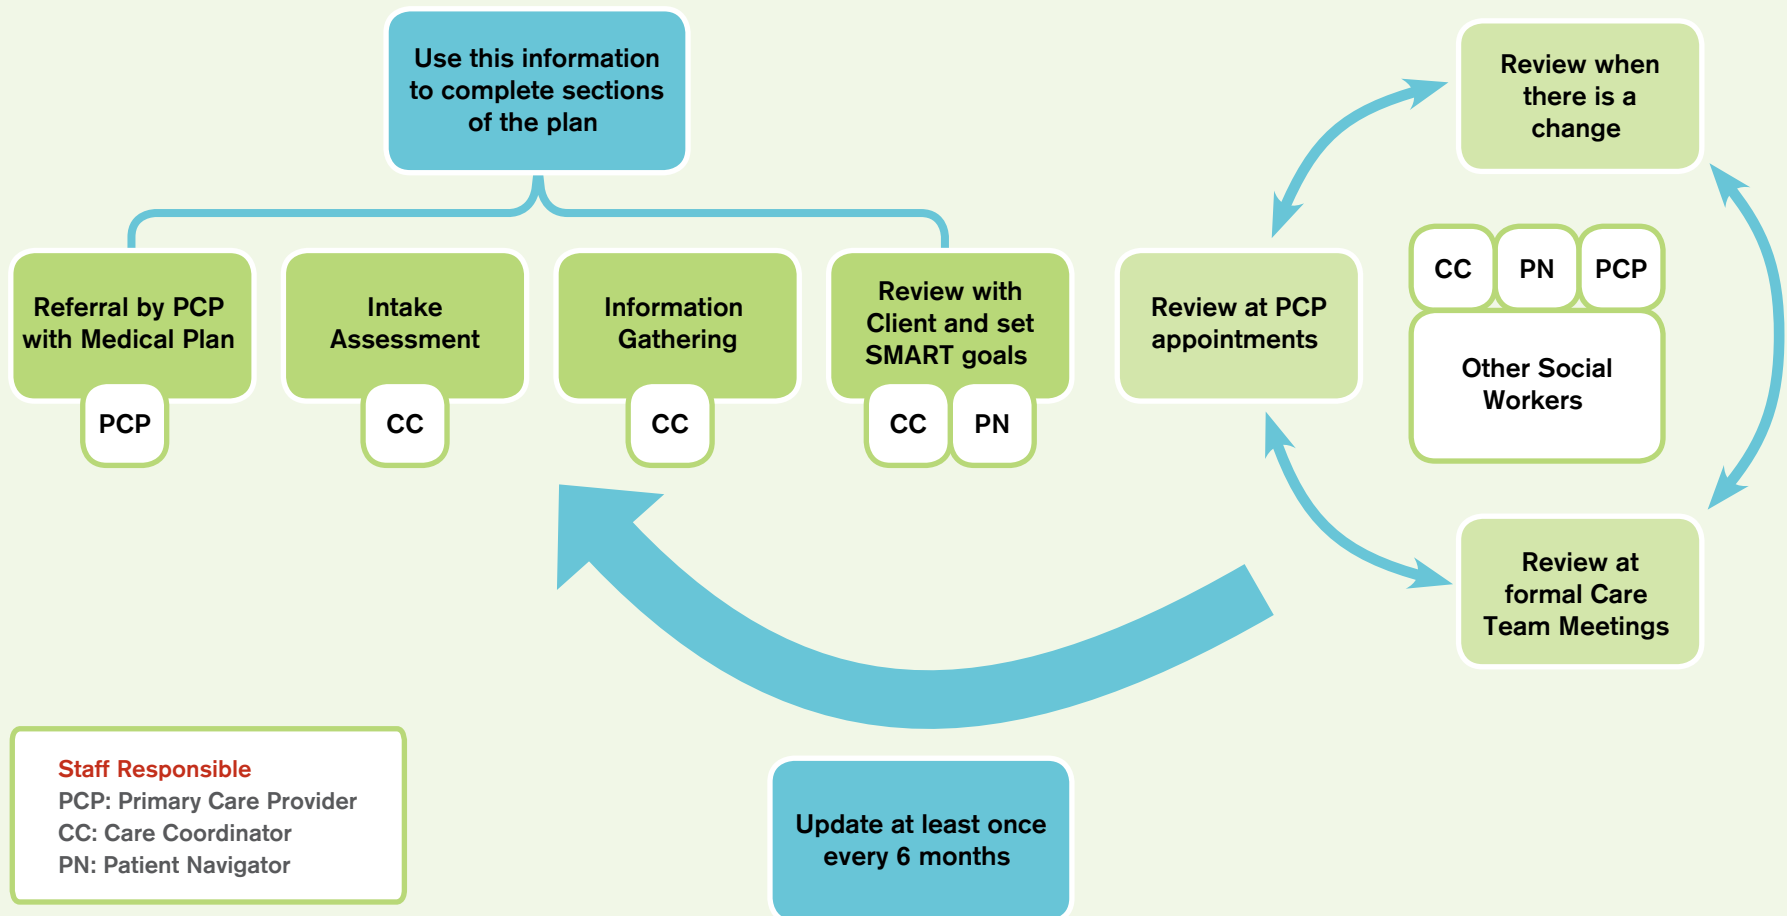 Use this information
to complete sections
of the plan
Referral by PCP
with Medical Plan
PCP
Intake
Assessment
CC
Information
Gathering
CC
Review with
Client and set
SMART goals
CC
PN
Review at PCP
appointments
Review when
there is a
change
CC
PN
PCP
Other Social
Workers
Review at
formal Care
Team Meetings
Update at least once
every 6 months
Staff Responsible
PCP: Primary Care Provider
CC: Care Coordinator
PN: Patient Navigator